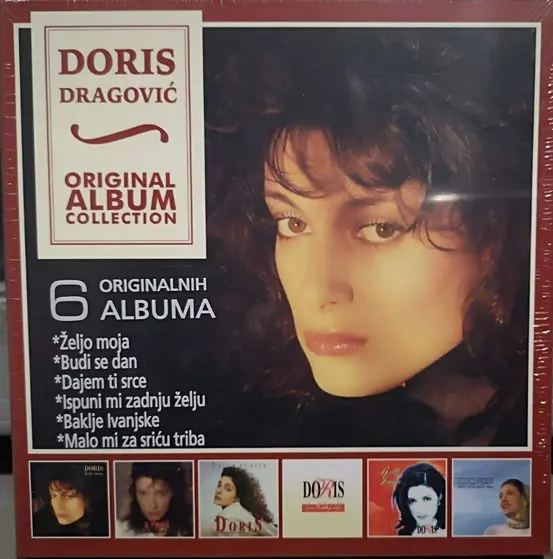 DORIS
DRAGOVIĆ
ORIGINAL
ALBUM
COLLECTION
6 ORIGINALNIH
ALBUMA
*Željo moja
*Budi se dan
*Dajem ti srce
*Ispuni mi zadnju želju
*Baklje Ivanjske
*Malo mi za sriću triba
DORIS
DORIS
DORIS
DORIS